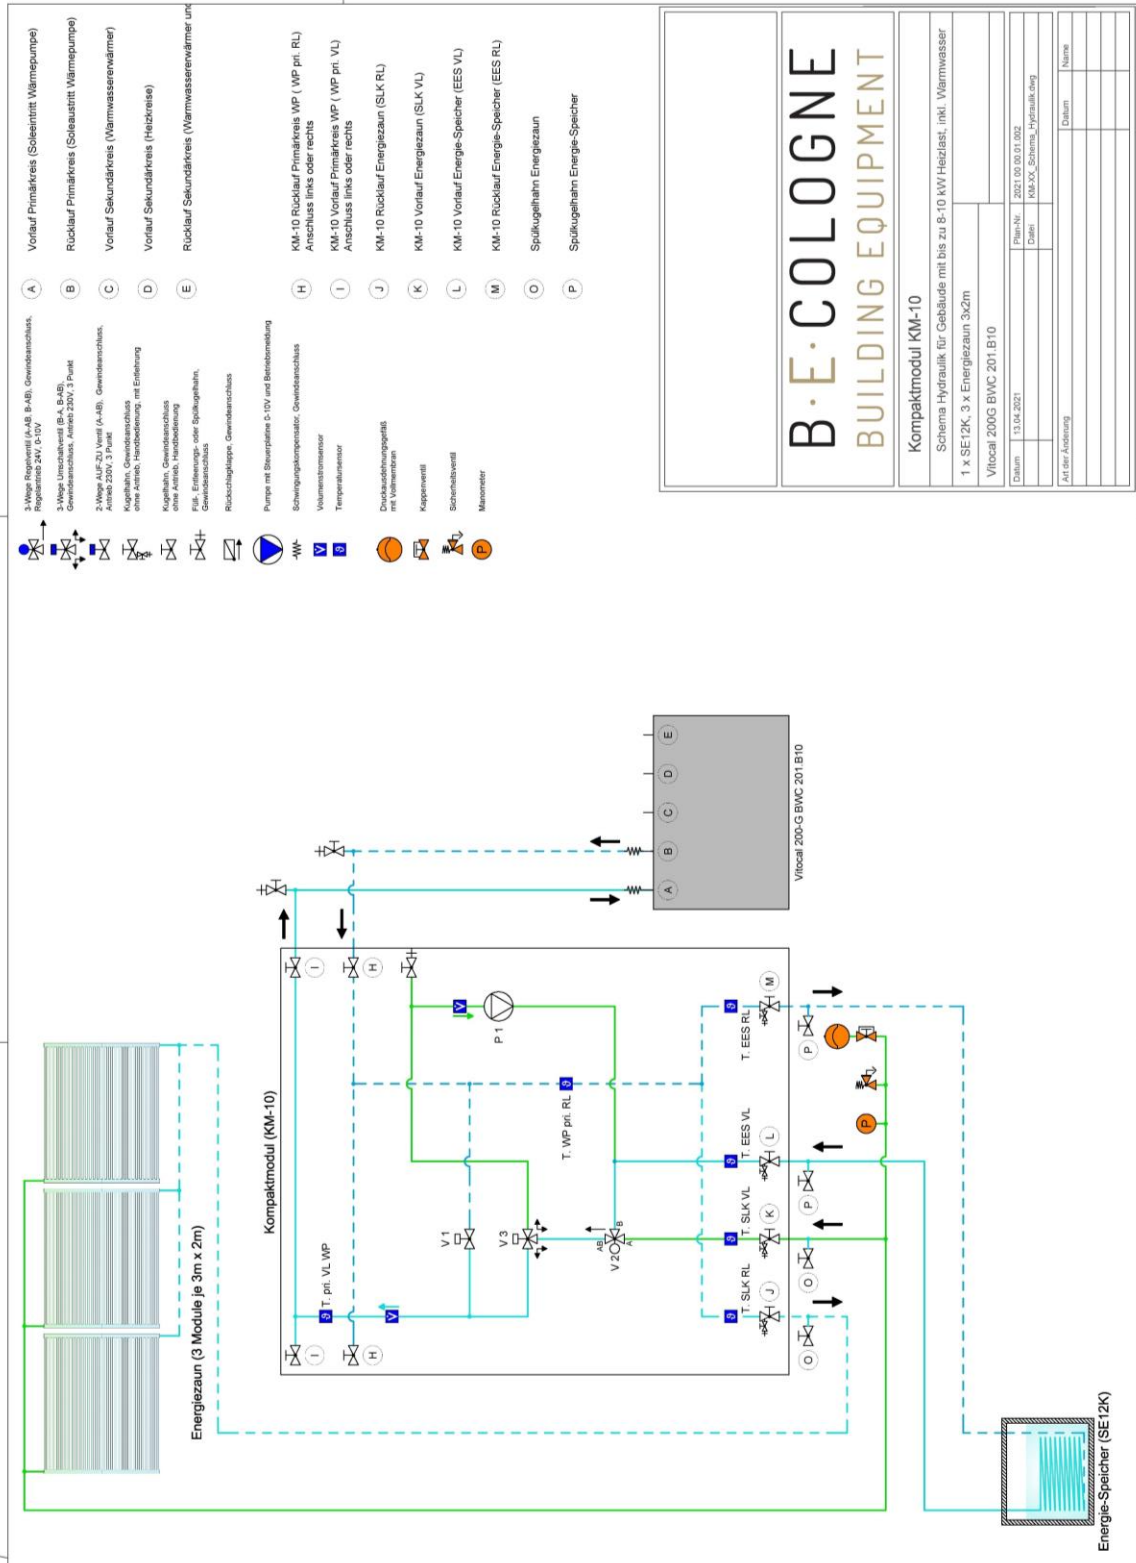 Energiezaun (3 Module je 3m x 2m)
Kompaktmodul (KM-10)
I
H
I
H
T. pri. VL WP
V
V 1
V 3
V
P 1
T. WP pri. RL
AB
B
A
V 2
T. SLK RL
T. SLK VL
T. EES VL
T. EES RL
J
K
L
M
O
O
P
P
P
A
B
C
D
E
Vitocal 200-G BWC 201.B10
Energie-Speicher (SE12K)
3-Wege Regelventil (A-AB, B-AB), Gewindeanschluss,
Regelantrieb 24V, 0-10V
3-Wege Umschaltventil (B-A, B-AB),
Gewindeanschluss, Antrieb 230V, 3 Punkt
2-Wege AUF-ZU Ventil (A-AB), Gewindeanschluss,
Antrieb 230V, 3 Punkt
Kugelhahn, Gewindeanschluss
ohne Antrieb, Handbedienung, mit Entlehrung
Kugelhahn, Gewindeanschluss
ohne Antrieb, Handbedienung
Füll-, Entleerungs- oder Spülkugelhahn,
Gewindeanschluss
Rückschlagklappe, Gewindeanschluss
Pumpe mit Steuerplatine 0-10V und Betriebsmeldung
Schwingungskompensator, Gewindeanschluss
V Volumenstromsensor
ϑ Temperatursensor
Druckausdehnungsgefäß
mit Vollmembran
Kappenventil
Sicherheitsventil
P Manometer
A Vorlauf Primärkreis (Soleeintritt Wärmepumpe)
B Rücklauf Primärkreis (Soleaustritt Wärmepumpe)
C Vorlauf Sekundärkreis (Warmwassererwärmer)
D Vorlauf Sekundärkreis (Heizkreise)
E Rücklauf Sekundärkreis (Warmwassererwärmer und
H KM-10 Rücklauf Primärkreis WP ( WP pri. RL)
Anschluss links oder rechts
I KM-10 Vorlauf Primärkreis WP ( WP pri. VL)
Anschluss links oder rechts
J KM-10 Rücklauf Energiezaun (SLK RL)
K KM-10 Vorlauf Energiezaun (SLK VL)
L KM-10 Vorlauf Energie-Speicher (EES VL)
M KM-10 Rücklauf Energie-Speicher (EES RL)
O Spülkugelhahn Energiezaun
P Spülkugelhahn Energie-Speicher
B·E·COLOGNE
BUILDING EQUIPMENT
Kompaktmodul KM-10
Schema Hydraulik für Gebäude mit bis zu 8-10 kW Heizlast, inkl. Warmwasser
1 x SE12K, 3 x Energiezaun 3x2m
Vitocal 200G BWC 201.B10
Datum 13.04.2021 Plan-Nr. 2021 00 00.01.002
Datei KM-XX_Schema_Hydraulik.dwg
Art der Änderung Datum Name